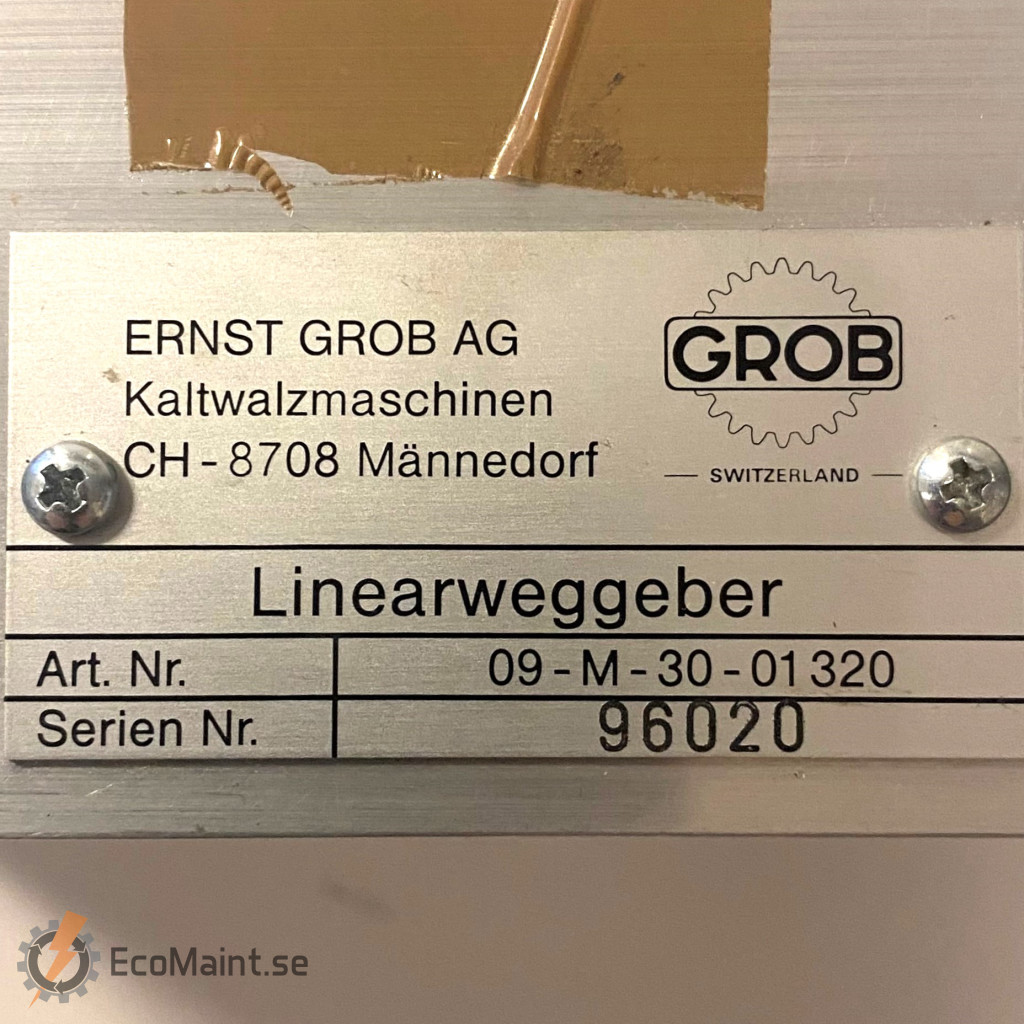 ERNST GROB AG
Kaltwalzmaschinen
CH - 8708 Männedorf
GROB
SWITZERLAND
Linearweggeber
Art. Nr. 09 - M - 30 - 01320
Serien Nr. 96020
EcoMaint.se